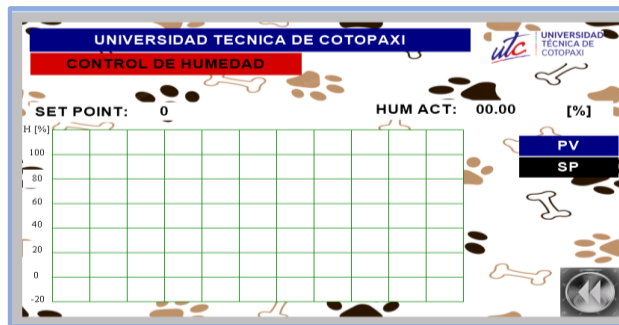 UNIVERSIDAD TECNICA DE COTOPAXI
utc UNIVERSIDAD
TÉCNICA DE
COTOPAXI
CONTROL DE HUMEDAD
SET POINT: 0 HUM ACT: 00.00 [%]
H [%]
100
80
60
40
20
0
-20
PV
SP